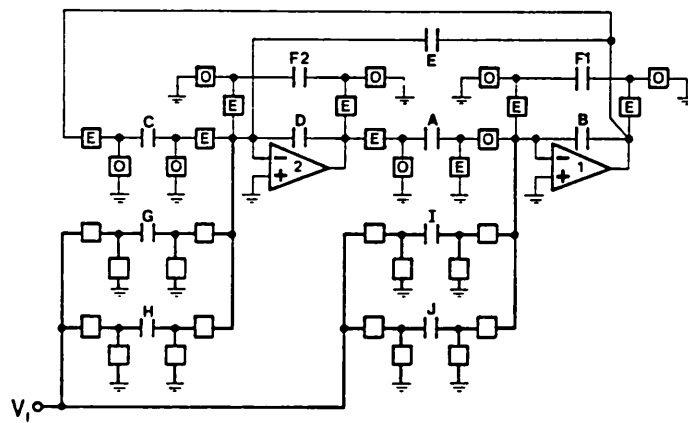 E
O F2 O O F1 O
E E E E
E C E D E A O B
O O - + 2 O E - + 1
G I
H J
V1